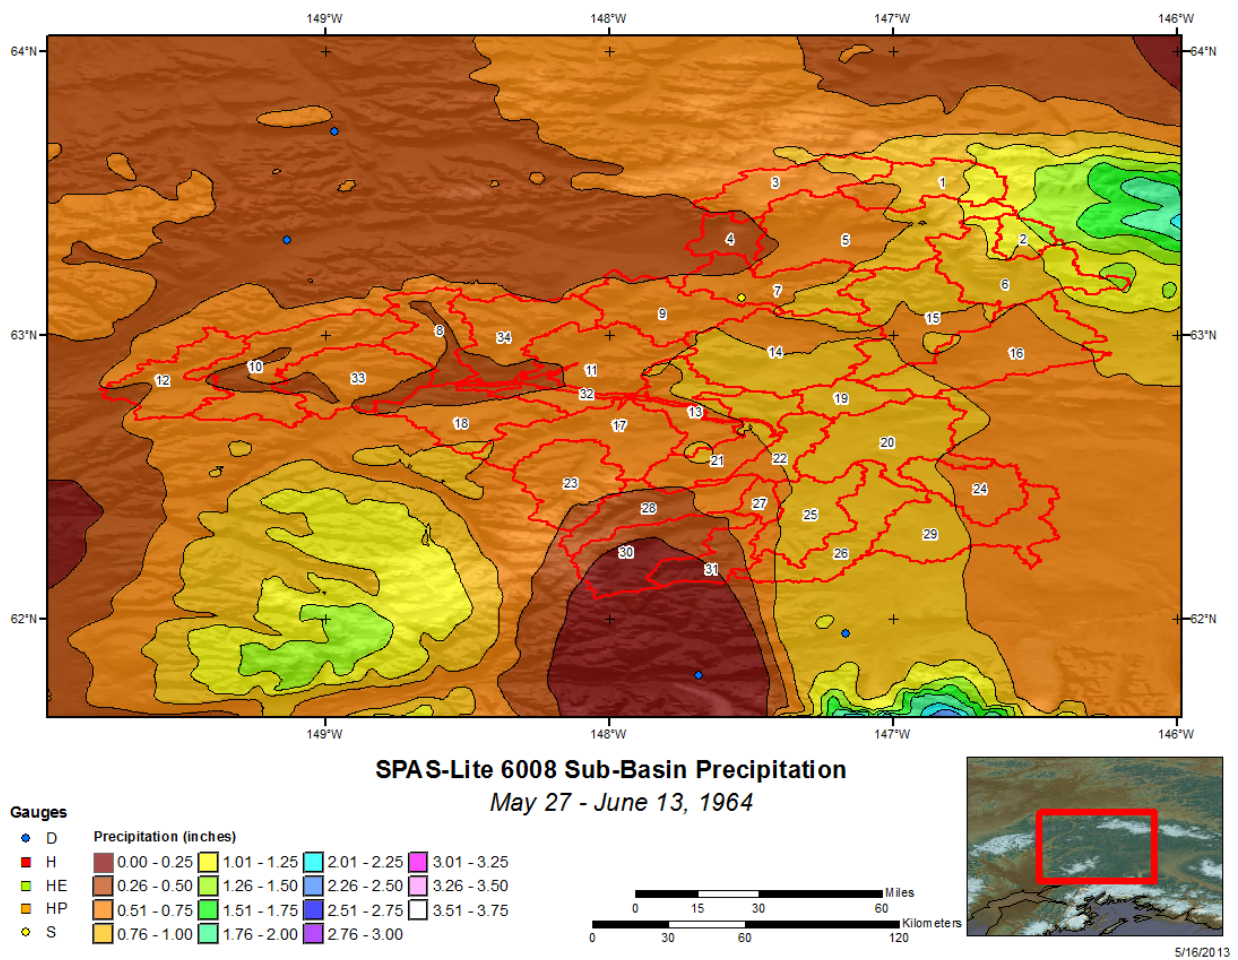 149°W 148°W 147°W 146°W
64°N 64°N
3 1
4 5 2
7 6
9 15
8 34
63°N 63°N
14 16
10 11
12 33
32 19
13
18 17
20
21 22
23 24
28 27
25
29
30 26
31
62°N 62°N
149°W 148°W 147°W 146°W
SPAS-Lite 6008 Sub-Basin Precipitation
May 27 - June 13, 1964
Gauges
D
H
HE
HP
S
Precipitation (inches)
0.00 - 0.25 1.01 - 1.25 2.01 - 2.25 3.01 - 3.25
0.26 - 0.50 1.26 - 1.50 2.26 - 2.50 3.26 - 3.50
0.51 - 0.75 1.51 - 1.75 2.51 - 2.75 3.51 - 3.75
0.76 - 1.00 1.76 - 2.00 2.76 - 3.00
Miles
0 15 30 60
Kilometers
0 30 60 120
5/16/2013